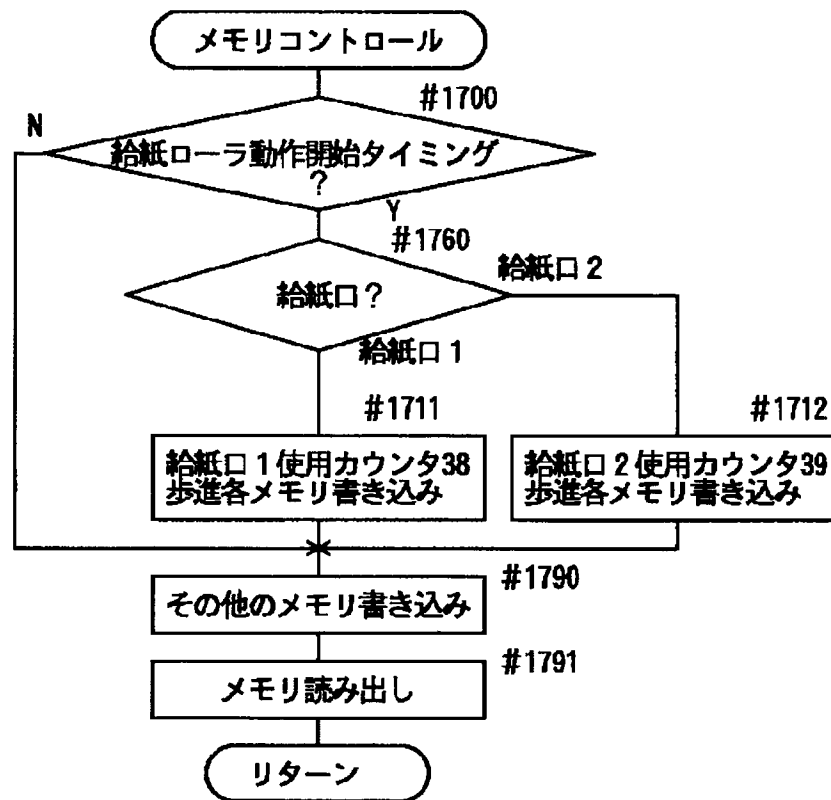 メモリコントロール
#1700
N
給紙ローラ動作開始タイミング
?
Y
#1760
給紙口2
給紙口?
給紙口1
#1711
#1712
給紙口1使用カウンタ38
歩進各メモリ書き込み
給紙口2使用カウンタ39
歩進各メモリ書き込み
#1790
その他のメモリ書き込み
#1791
メモリ読み出し
リターン